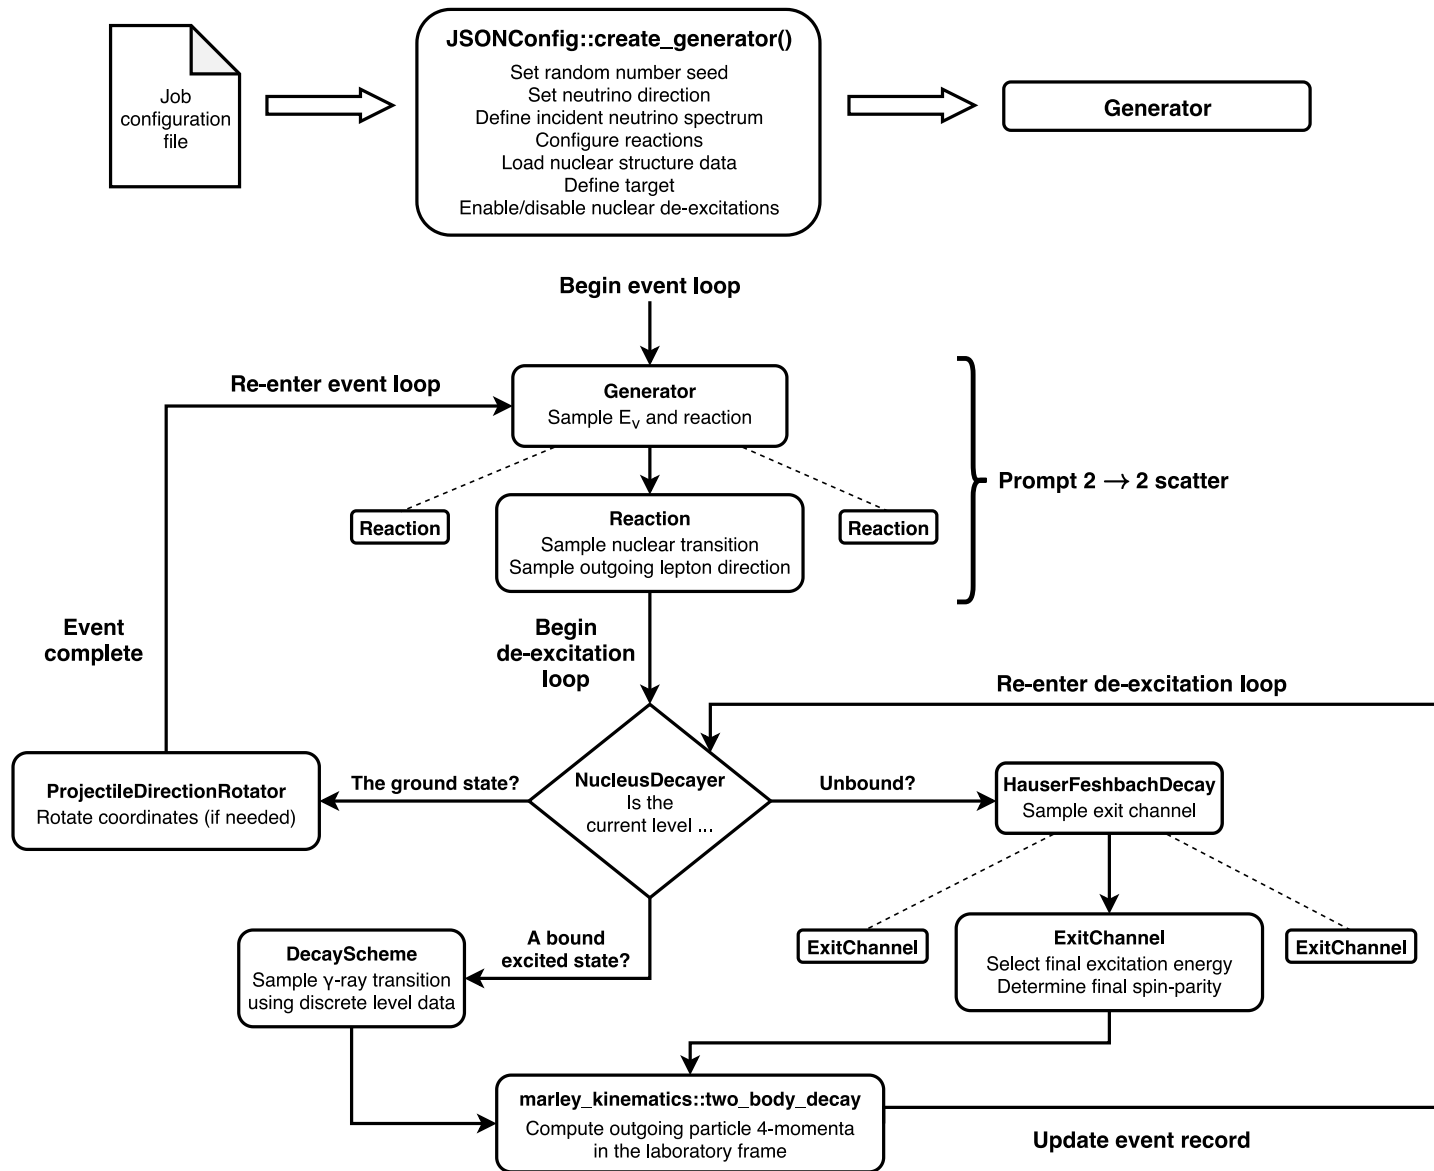 Job
configuration
file
JSONConfig::create_generator()
Set random number seed
Set neutrino direction
Define incident neutrino spectrum
Configure reactions
Load nuclear structure data
Define target
Enable/disable nuclear de-excitations
Generator
Begin event loop
Re-enter event loop
Generator
Sample Eᵥ and reaction
Reaction
Reaction
Sample nuclear transition
Sample outgoing lepton direction
Reaction
Prompt 2 → 2 scatter
Event
complete
Begin
de-excitation
loop
Re-enter de-excitation loop
ProjectileDirectionRotator
Rotate coordinates (if needed)
The ground state?
NucleusDecayer
Is the
current level ...
Unbound?
HauserFeshbachDecay
Sample exit channel
A bound
excited state?
DecayScheme
Sample γ-ray transition
using discrete level data
ExitChannel
ExitChannel
Select final excitation energy
Determine final spin-parity
ExitChannel
marley_kinematics::two_body_decay
Compute outgoing particle 4-momenta
in the laboratory frame
Update event record